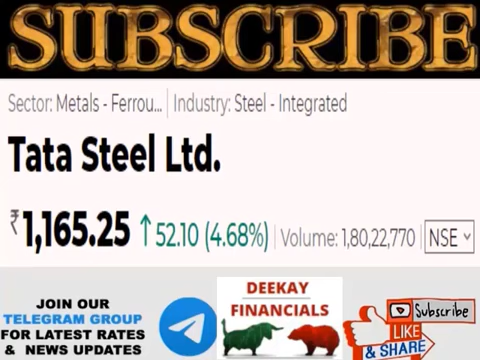 SUBSCRIBE
Sector: Metals - Ferrou... | Industry: Steel - Integrated
Tata Steel Ltd.
₹1,165.25 ↑52.10 (4.68%) | Volume: 1,80,22,770 | NSE
JOIN OUR
TELEGRAM GROUP
FOR LATEST RATES
& NEWS UPDATES
DEEKAY
FINANCIALS
Subscribe
LIKE
& SHARE